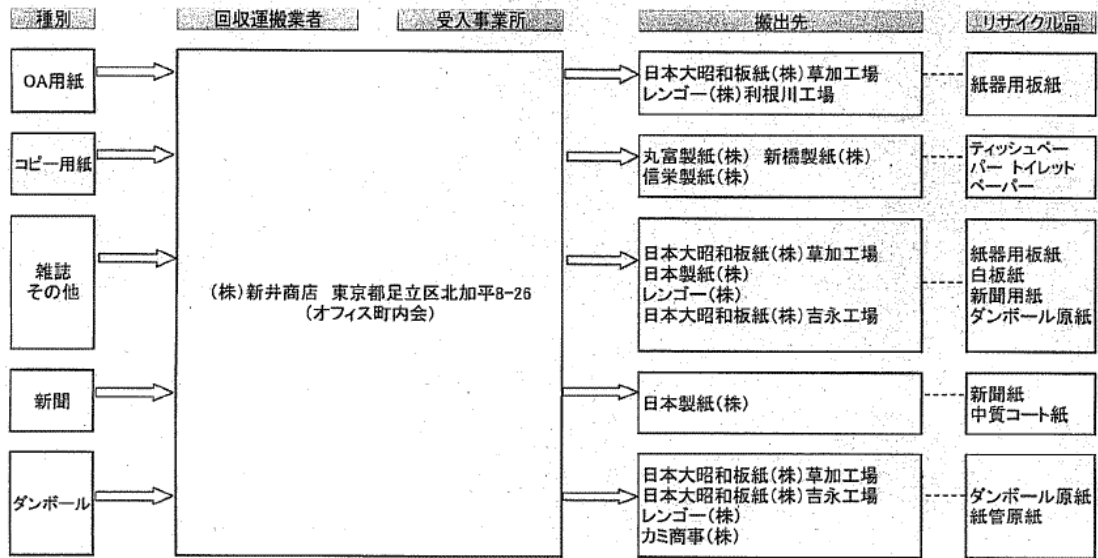 種別 回収運搬業者 受入事業所 搬出先 リサイクル品
OA用紙
日本大昭和板紙(株)草加工場
レンゴー(株)利根川工場
紙器用板紙
コピー用紙
丸富製紙(株) 新橋製紙(株)
信栄製紙(株)
ティッシュペー
パー トイレット
ペーパー
雑誌
その他
(株)新井商店 東京都足立区北加平8-26
(オフィス町内会)
日本大昭和板紙(株)草加工場
日本製紙(株)
レンゴー(株)
日本大昭和板紙(株)吉永工場
紙器用板紙
白板紙
新聞用紙
ダンボール原紙
新聞
日本製紙(株)
新聞紙
中質コート紙
ダンボール
日本大昭和板紙(株)草加工場
日本大昭和板紙(株)吉永工場
レンゴー(株)
カミ商事(株)
ダンボール原紙
紙管原紙